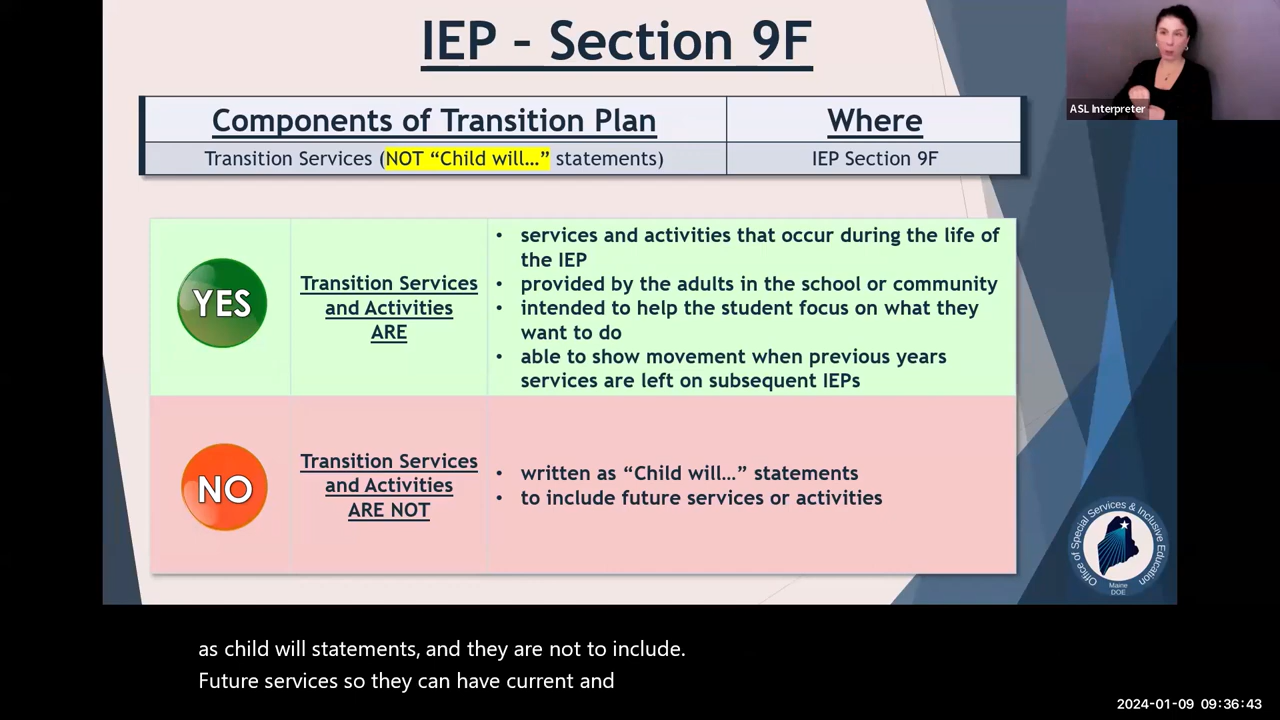 IEP – Section 9F
ASL Interpreter
Components of Transition Plan
Where
Transition Services (NOT “Child will…” statements)
IEP Section 9F
YES
Transition Services
and Activities
ARE
• services and activities that occur during the life of
the IEP
• provided by the adults in the school or community
• intended to help the student focus on what they
want to do
• able to show movement when previous years
services are left on subsequent IEPs
NO
Transition Services
and Activities
ARE NOT
• written as “Child will…” statements
• to include future services or activities
Office of Special Services & Inclusive Education
Maine
DOE
as child will statements, and they are not to include.
Future services so they can have current and
2024-01-09 09:36:43